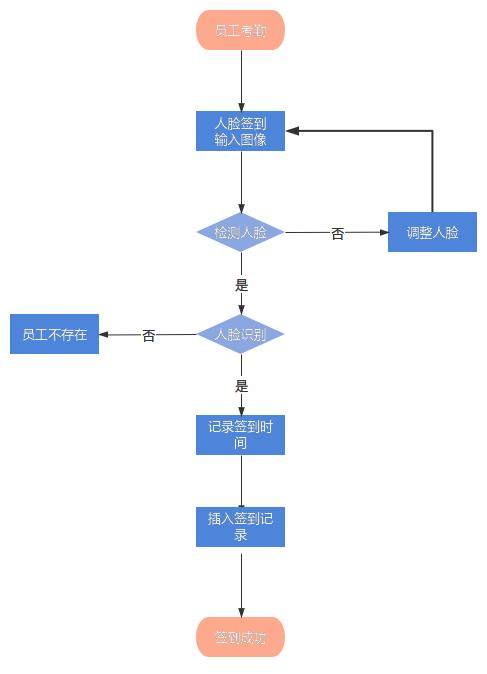 员工考勤
人脸签到
输入图像
检测人脸
否
调整人脸
是
员工不存在
否
人脸识别
是
记录签到时
间
插入签到记
录
签到成功